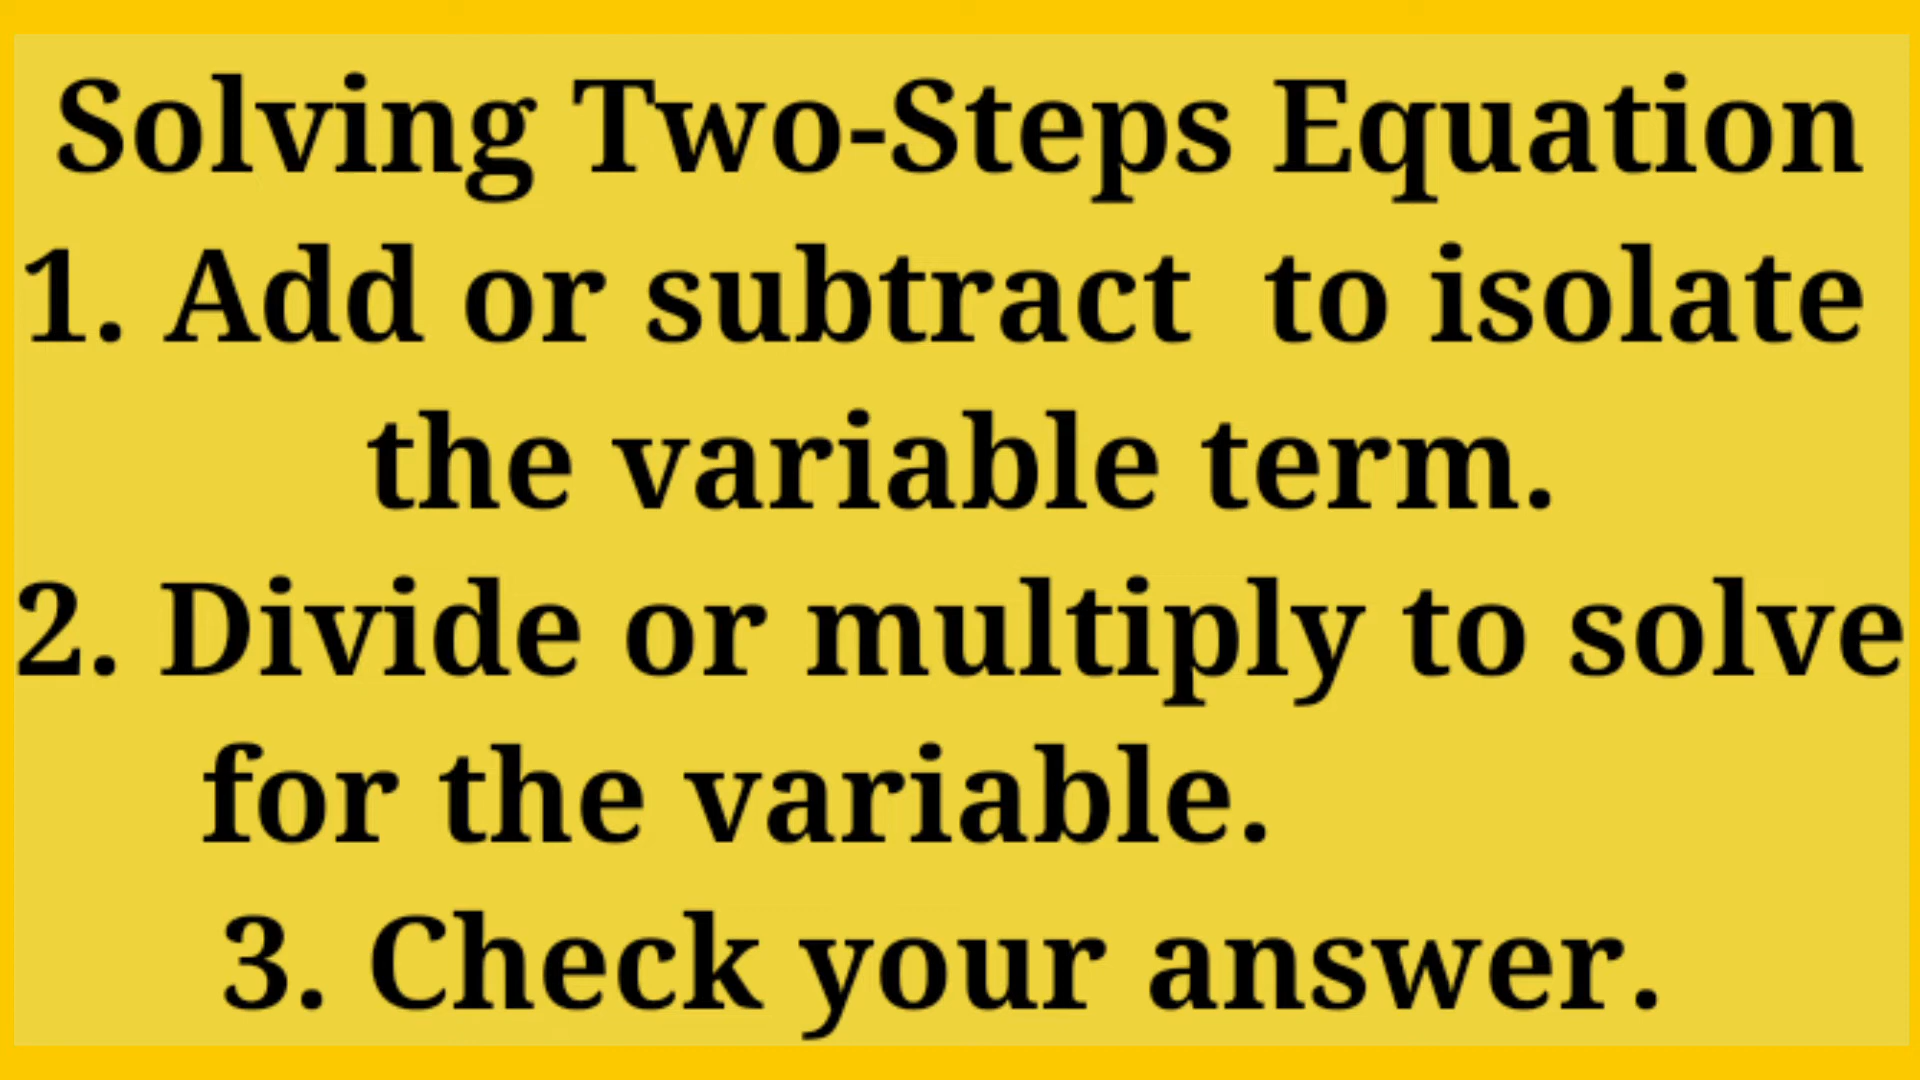 Solving Two-Steps Equation
1. Add or subtract  to isolate
the variable term.
2. Divide or multiply to solve
for the variable.
3. Check your answer.